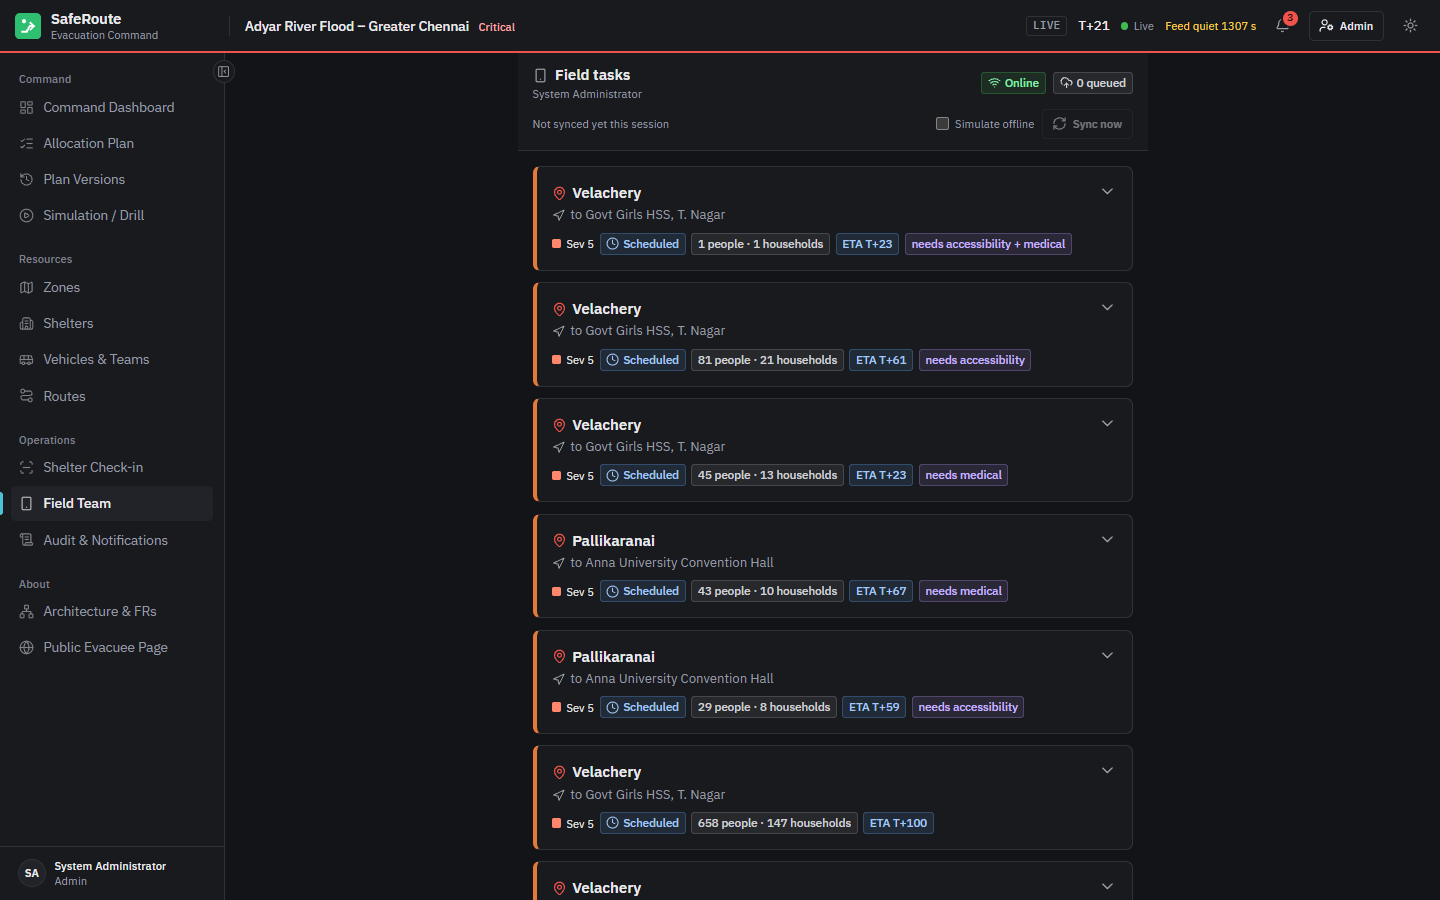 SafeRoute
Evacuation Command
Adyar River Flood – Greater Chennai Critical
LIVE T+21 Live Feed quiet 1307 s 3 Admin
Command
Command Dashboard
Allocation Plan
Plan Versions
Simulation / Drill
Resources
Zones
Shelters
Vehicles & Teams
Routes
Operations
Shelter Check-in
Field Team
Audit & Notifications
About
Architecture & FRs
Public Evacuee Page
SA
System Administrator
Admin
Field tasks
System Administrator
Online 0 queued
Not synced yet this session
Simulate offline Sync now
Velachery
to Govt Girls HSS, T. Nagar
Sev 5 Scheduled 1 people · 1 households ETA T+23 needs accessibility + medical
Velachery
to Govt Girls HSS, T. Nagar
Sev 5 Scheduled 81 people · 21 households ETA T+61 needs accessibility
Velachery
to Govt Girls HSS, T. Nagar
Sev 5 Scheduled 45 people · 13 households ETA T+23 needs medical
Pallikaranai
to Anna University Convention Hall
Sev 5 Scheduled 43 people · 10 households ETA T+67 needs medical
Pallikaranai
to Anna University Convention Hall
Sev 5 Scheduled 29 people · 8 households ETA T+59 needs accessibility
Velachery
to Govt Girls HSS, T. Nagar
Sev 5 Scheduled 658 people · 147 households ETA T+100
Velachery